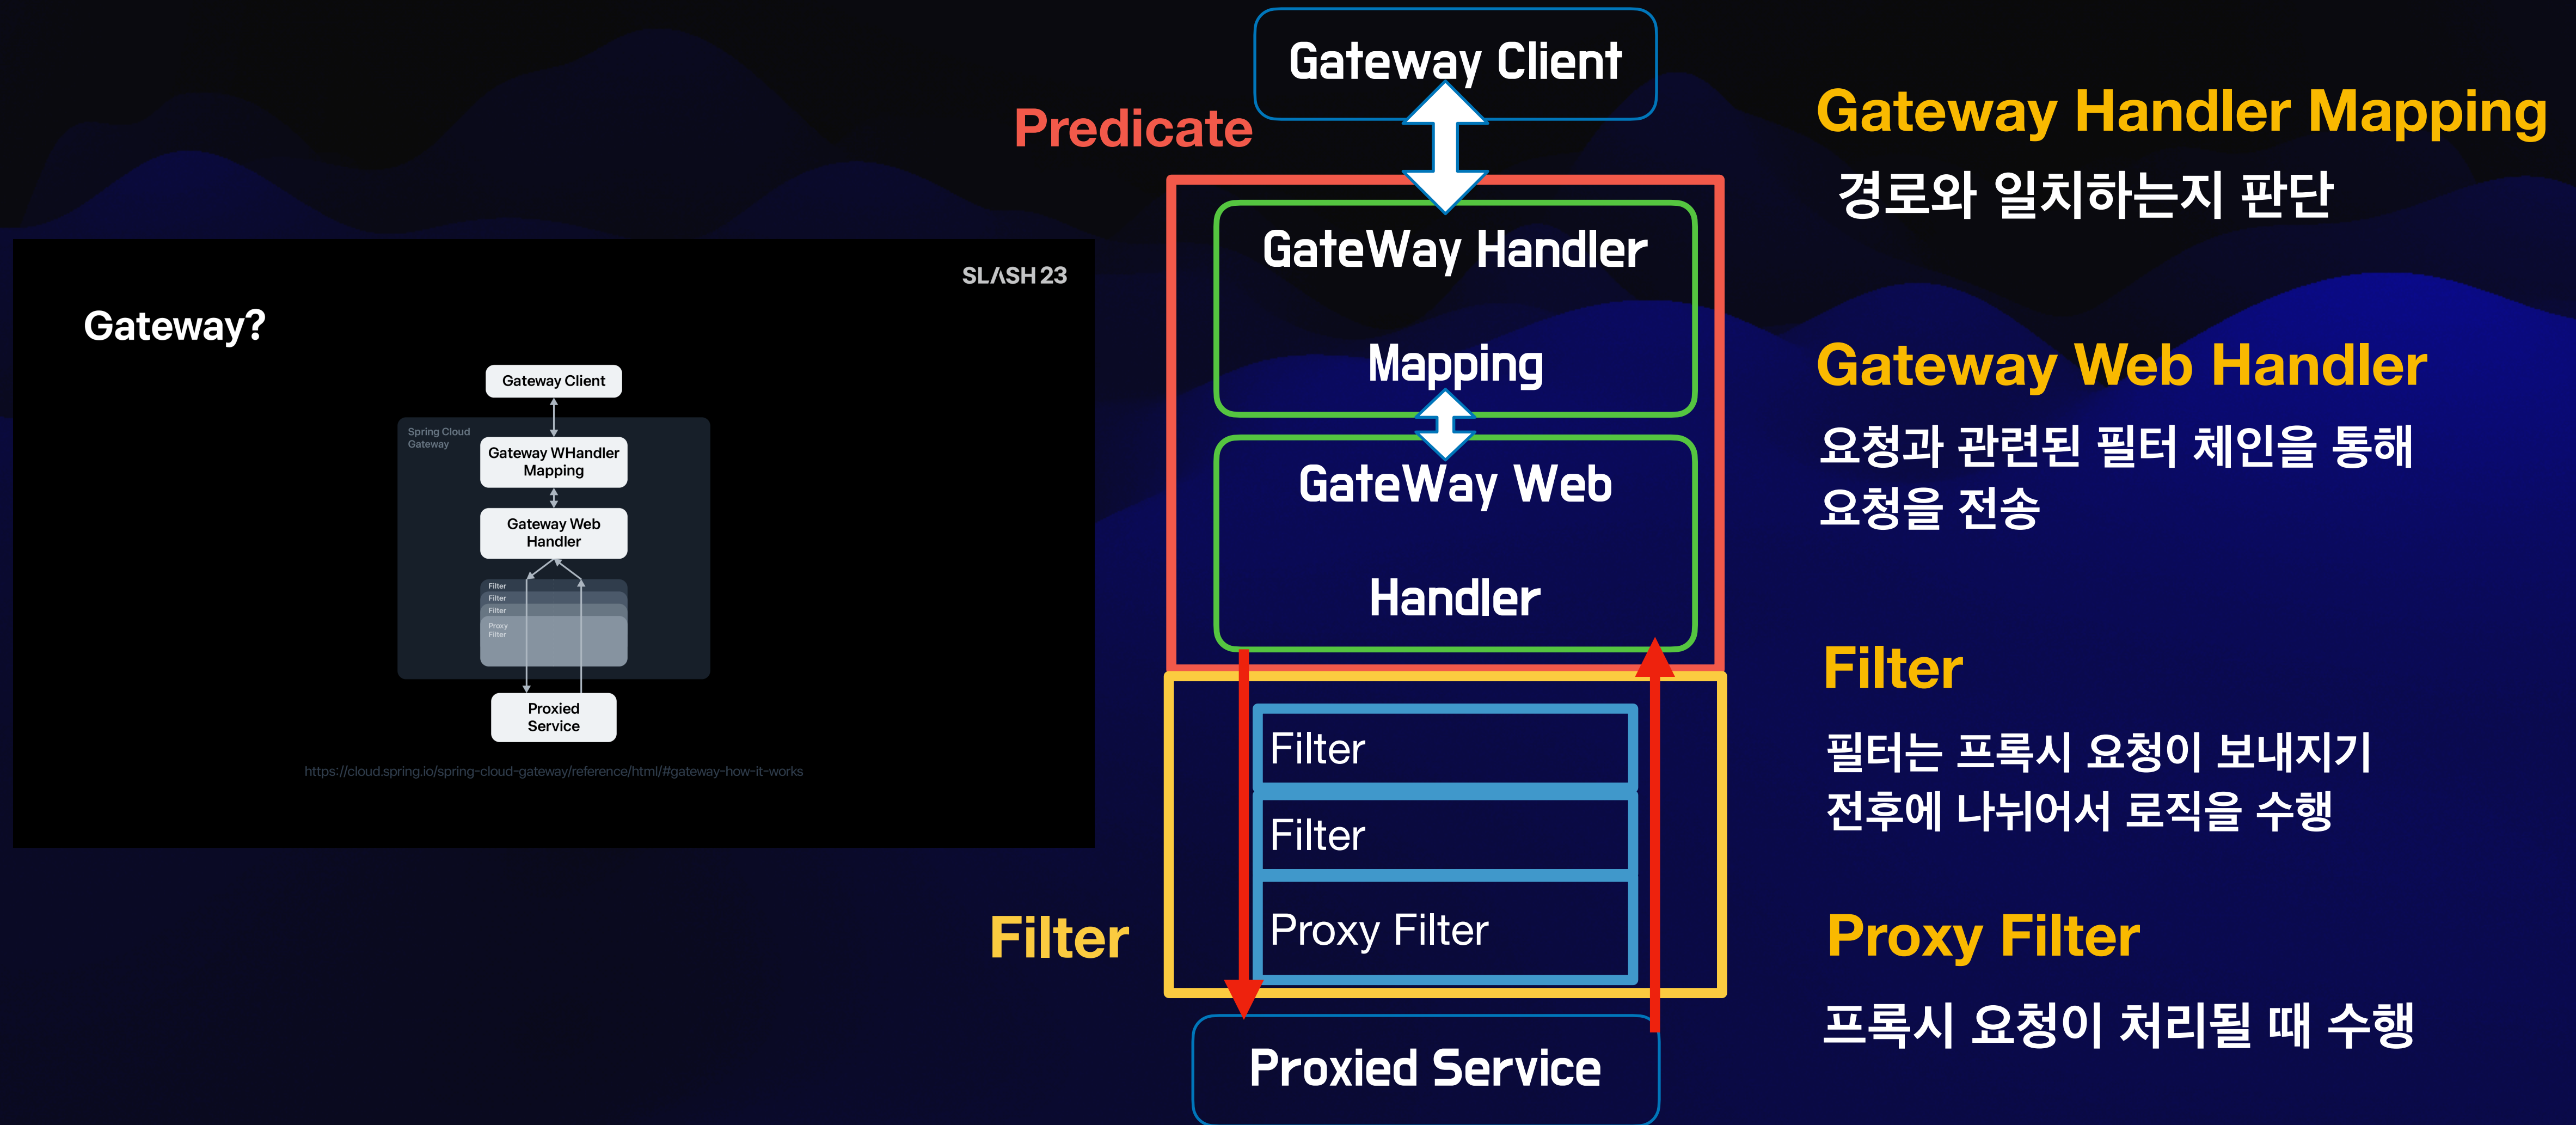 SLASH 23
Gateway?
Gateway Client
Spring Cloud
Gateway
Gateway WHandler
Mapping
Gateway Web
Handler
Filter
Filter
Filter
Proxy
Filter
Proxied
Service
https://cloud.spring.io/spring-cloud-gateway/reference/html/#gateway-how-it-works
Gateway Client
Predicate
GateWay Handler
Mapping
GateWay Web
Handler
Filter
Filter
Filter
Proxy Filter
Proxied Service
Gateway Handler Mapping
경로와 일치하는지 판단
Gateway Web Handler
요청과 관련된 필터 체인을 통해
요청을 전송
Filter
필터는 프록시 요청이 보내지기
전후에 나뉘어서 로직을 수행
Proxy Filter
프록시 요청이 처리될 때 수행